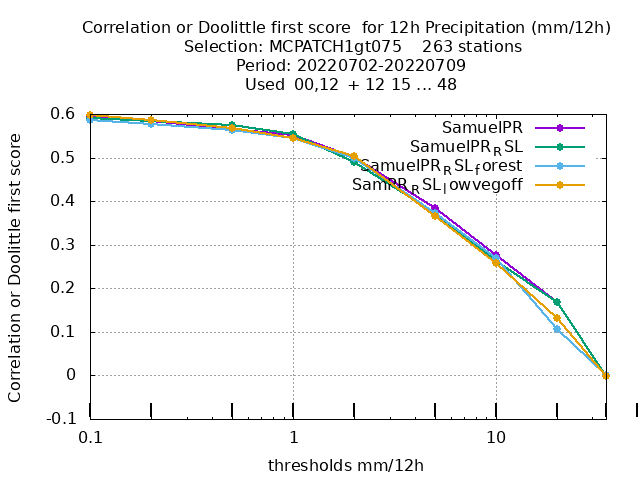 Correlation or Doolittle first score  for 12h Precipitation (mm/12h)
Selection: MCPATCH1gt075    263 stations
Period: 20220702-20220709
Used  00,12  + 12 15 ... 48
Correlation or Doolittle first score
0.6
0.5
0.4
0.3
0.2
0.1
0
-0.1
SamuelPR
SamuelPR_RSL
SamuelPR_RSL_forest
SamPR_RSL_lowvegoff
0.1 1 10
thresholds mm/12h